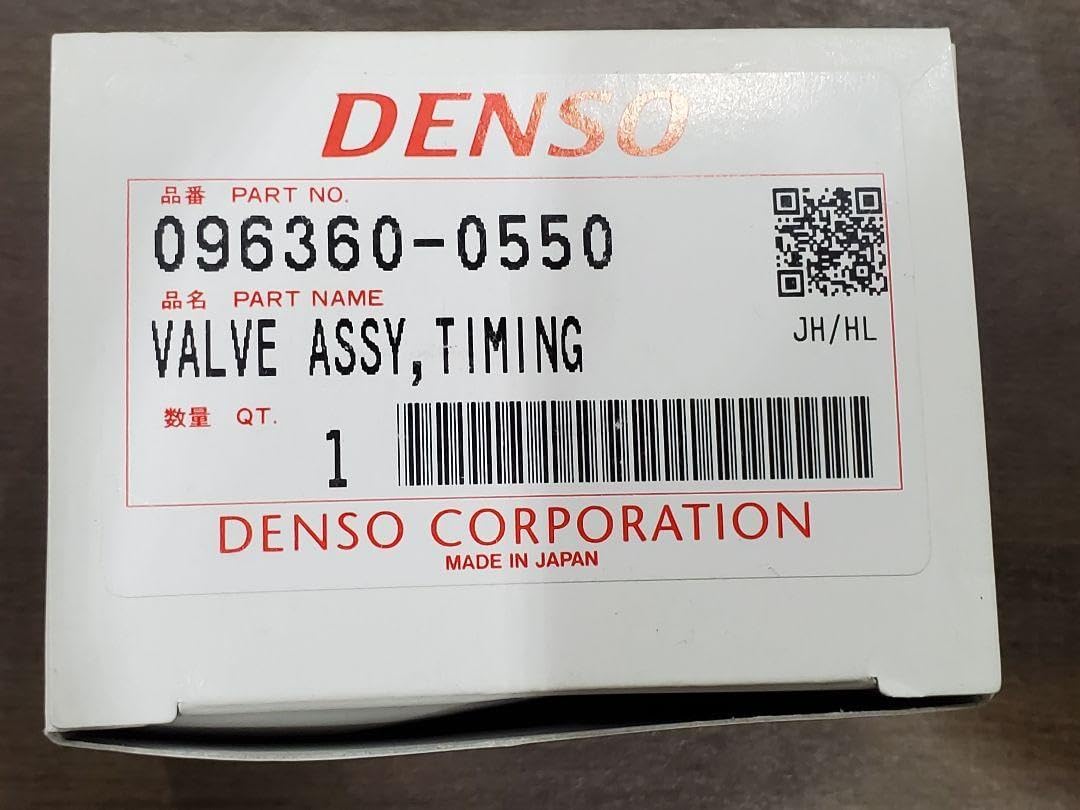 DENSO
品番 PART NO.
096360-0550
品名 PART NAME
VALVE ASSY,TIMING
JH/HL
数量 QT.
1
DENSO CORPORATION
MADE IN JAPAN